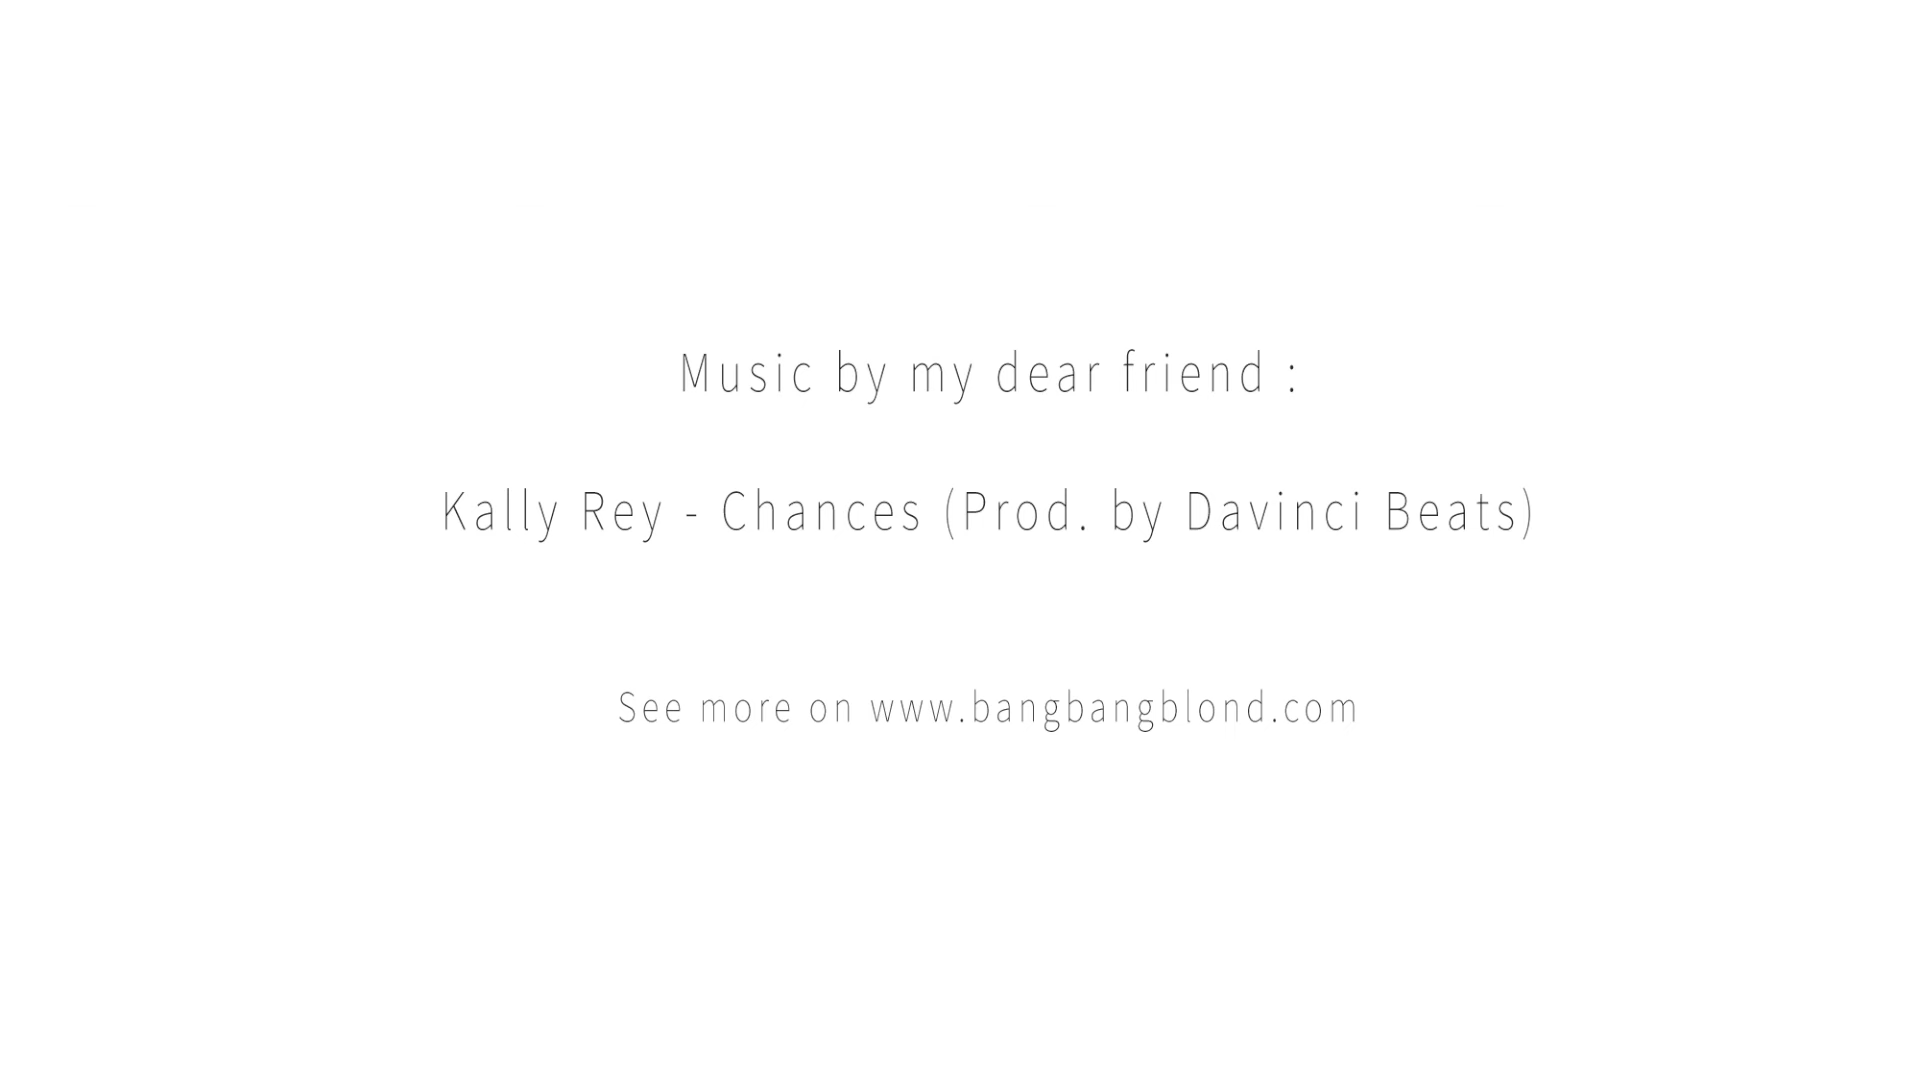 Music by my dear friend :
Kally Rey - Chances (Prod. by Davinci Beats)
See more on www.bangbangblond.com